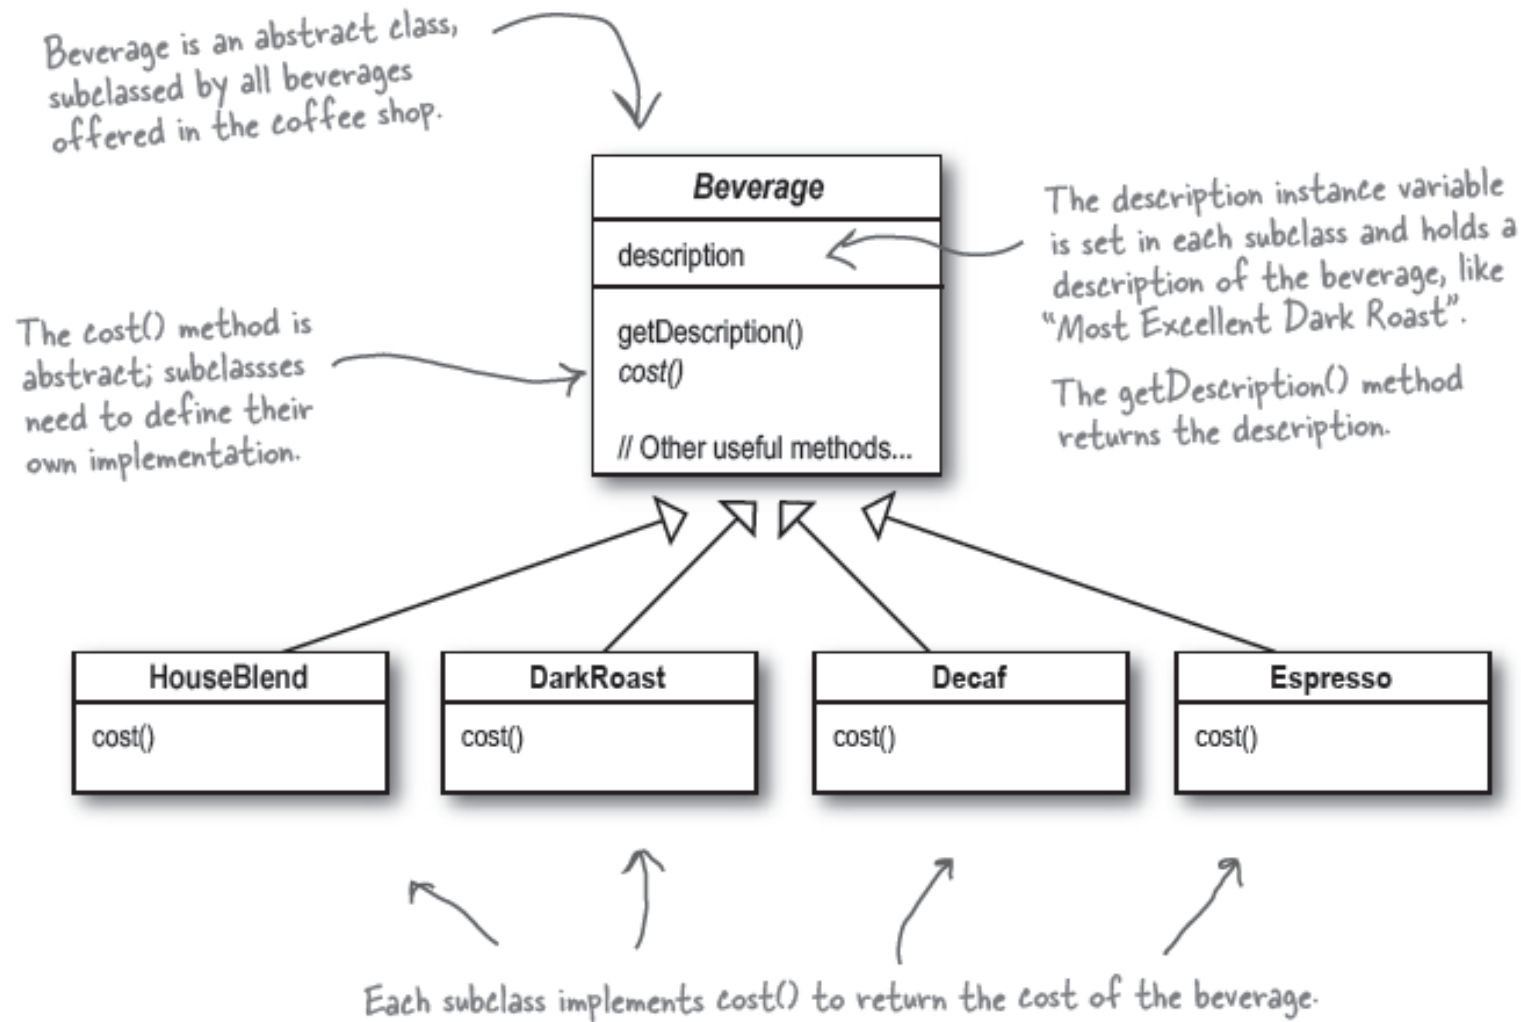 Beverage is an abstract class,
subclassed by all beverages
offered in the coffee shop.
Beverage
description
getDescription()
cost()
// Other useful methods...
The description instance variable
is set in each subclass and holds a
description of the beverage, like
“Most Excellent Dark Roast”.
The getDescription() method
returns the description.
The cost() method is
abstract; subclassses
need to define their
own implementation.
HouseBlend
cost()
DarkRoast
cost()
Decaf
cost()
Espresso
cost()
Each subclass implements cost() to return the cost of the beverage.